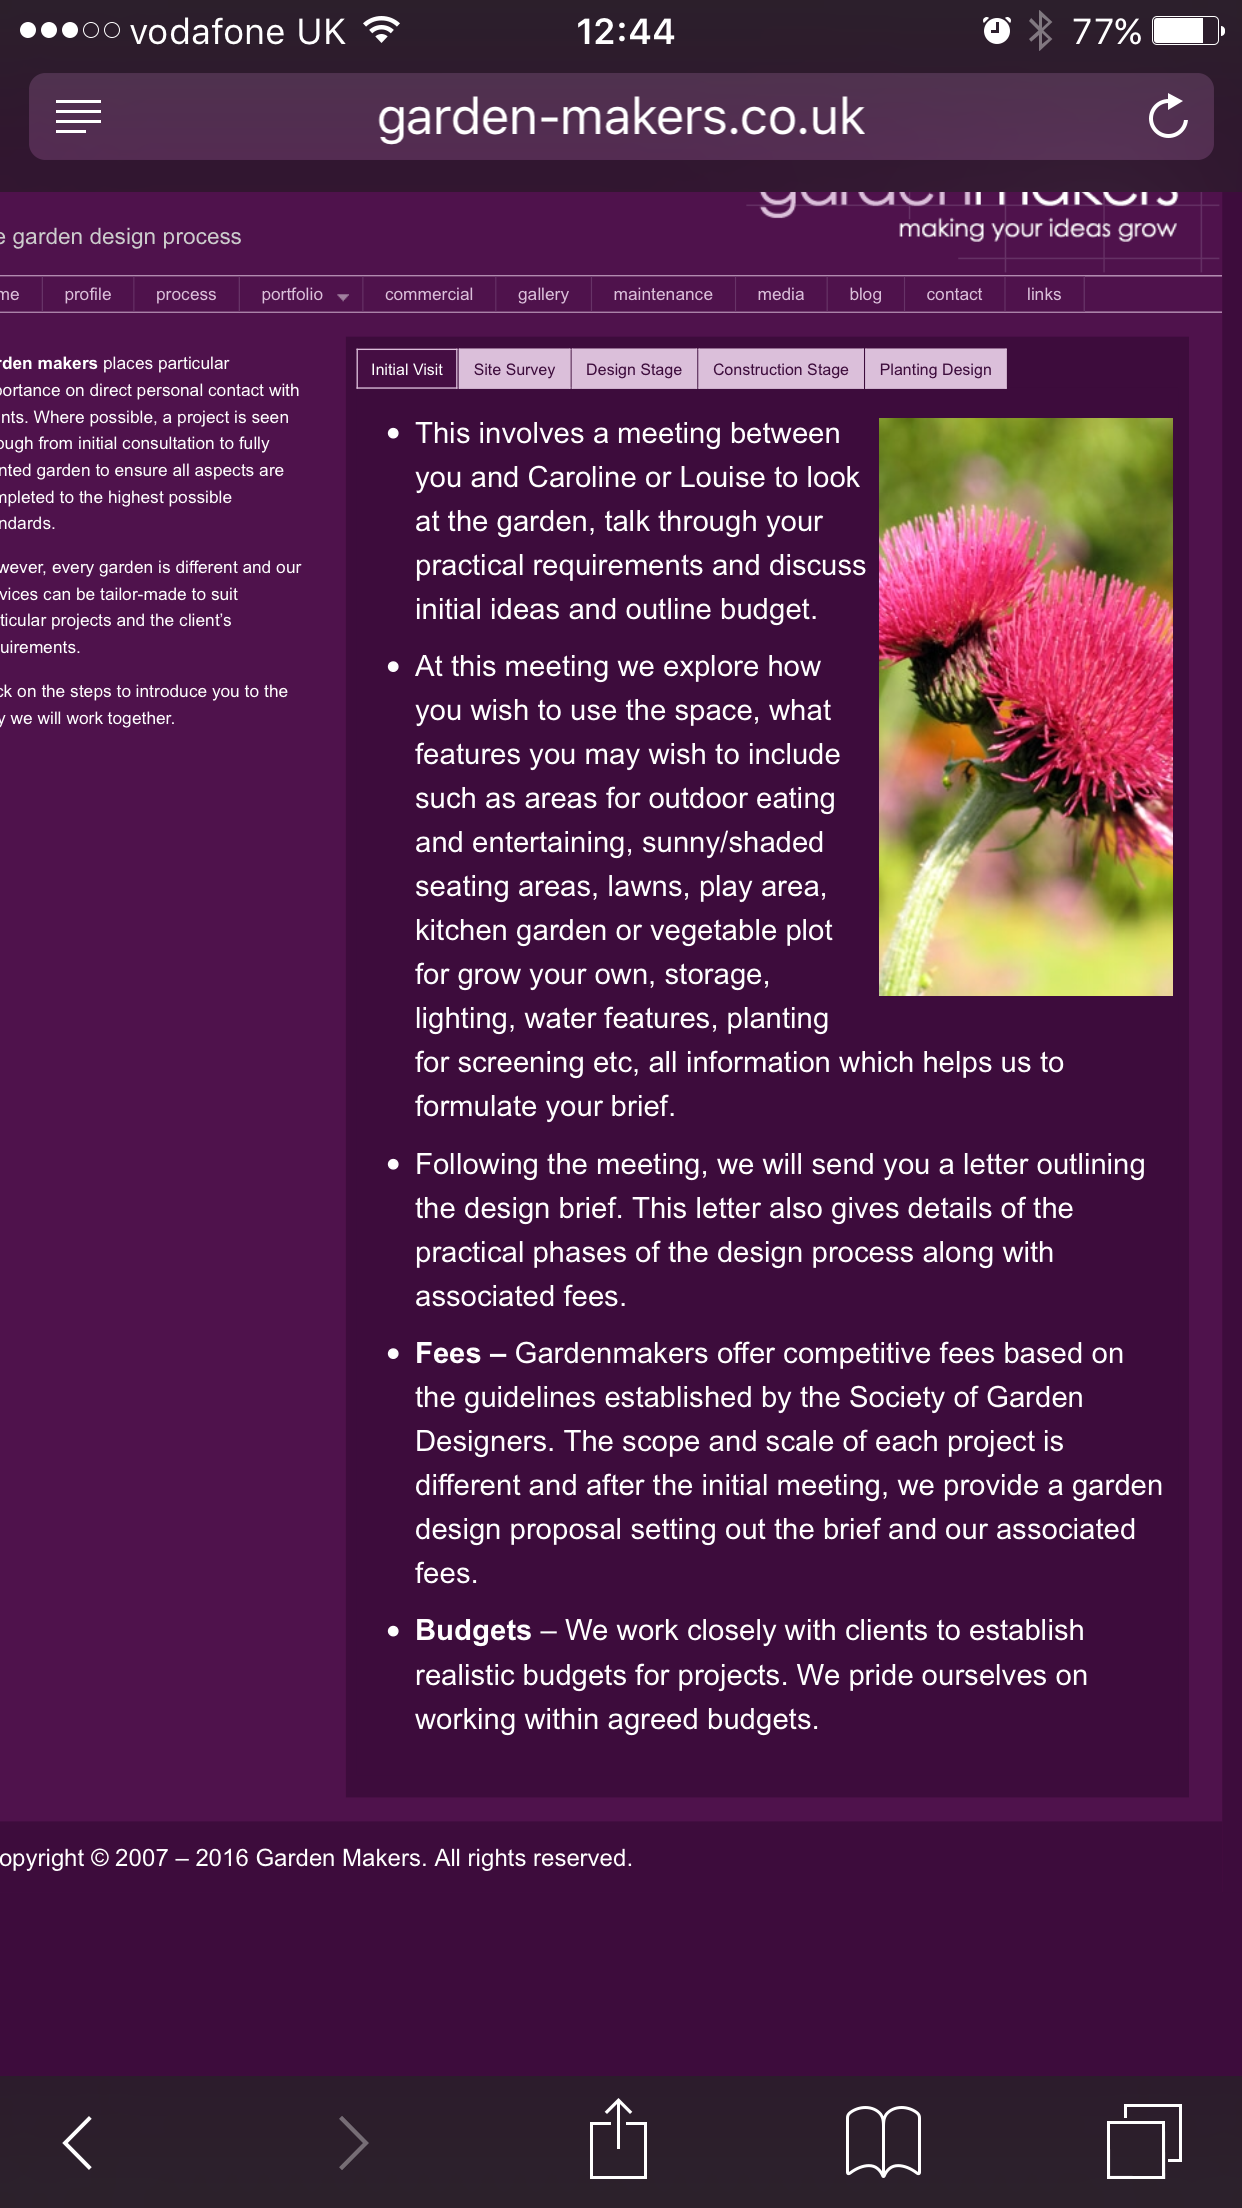 vodafone UK 12:44 77%
garden-makers.co.uk
making your ideas grow
garden design process
profile process portfolio commercial gallery maintenance media blog contact links
makers places particular
on direct personal contact with
Where possible, a project is seen
from initial consultation to fully
garden to ensure all aspects are
to the highest possible
every garden is different and our
can be tailor-made to suit
projects and the client's
on the steps to introduce you to the
we will work together.
Initial Visit Site Survey Design Stage Construction Stage Planting Design
• This involves a meeting between
you and Caroline or Louise to look
at the garden, talk through your
practical requirements and discuss
initial ideas and outline budget.
• At this meeting we explore how
you wish to use the space, what
features you may wish to include
such as areas for outdoor eating
and entertaining, sunny/shaded
seating areas, lawns, play area,
kitchen garden or vegetable plot
for grow your own, storage,
lighting, water features, planting
for screening etc, all information which helps us to
formulate your brief.
• Following the meeting, we will send you a letter outlining
the design brief. This letter also gives details of the
practical phases of the design process along with
associated fees.
• Fees – Gardenmakers offer competitive fees based on
the guidelines established by the Society of Garden
Designers. The scope and scale of each project is
different and after the initial meeting, we provide a garden
design proposal setting out the brief and our associated
fees.
• Budgets – We work closely with clients to establish
realistic budgets for projects. We pride ourselves on
working within agreed budgets.
opyright © 2007 – 2016 Garden Makers. All rights reserved.